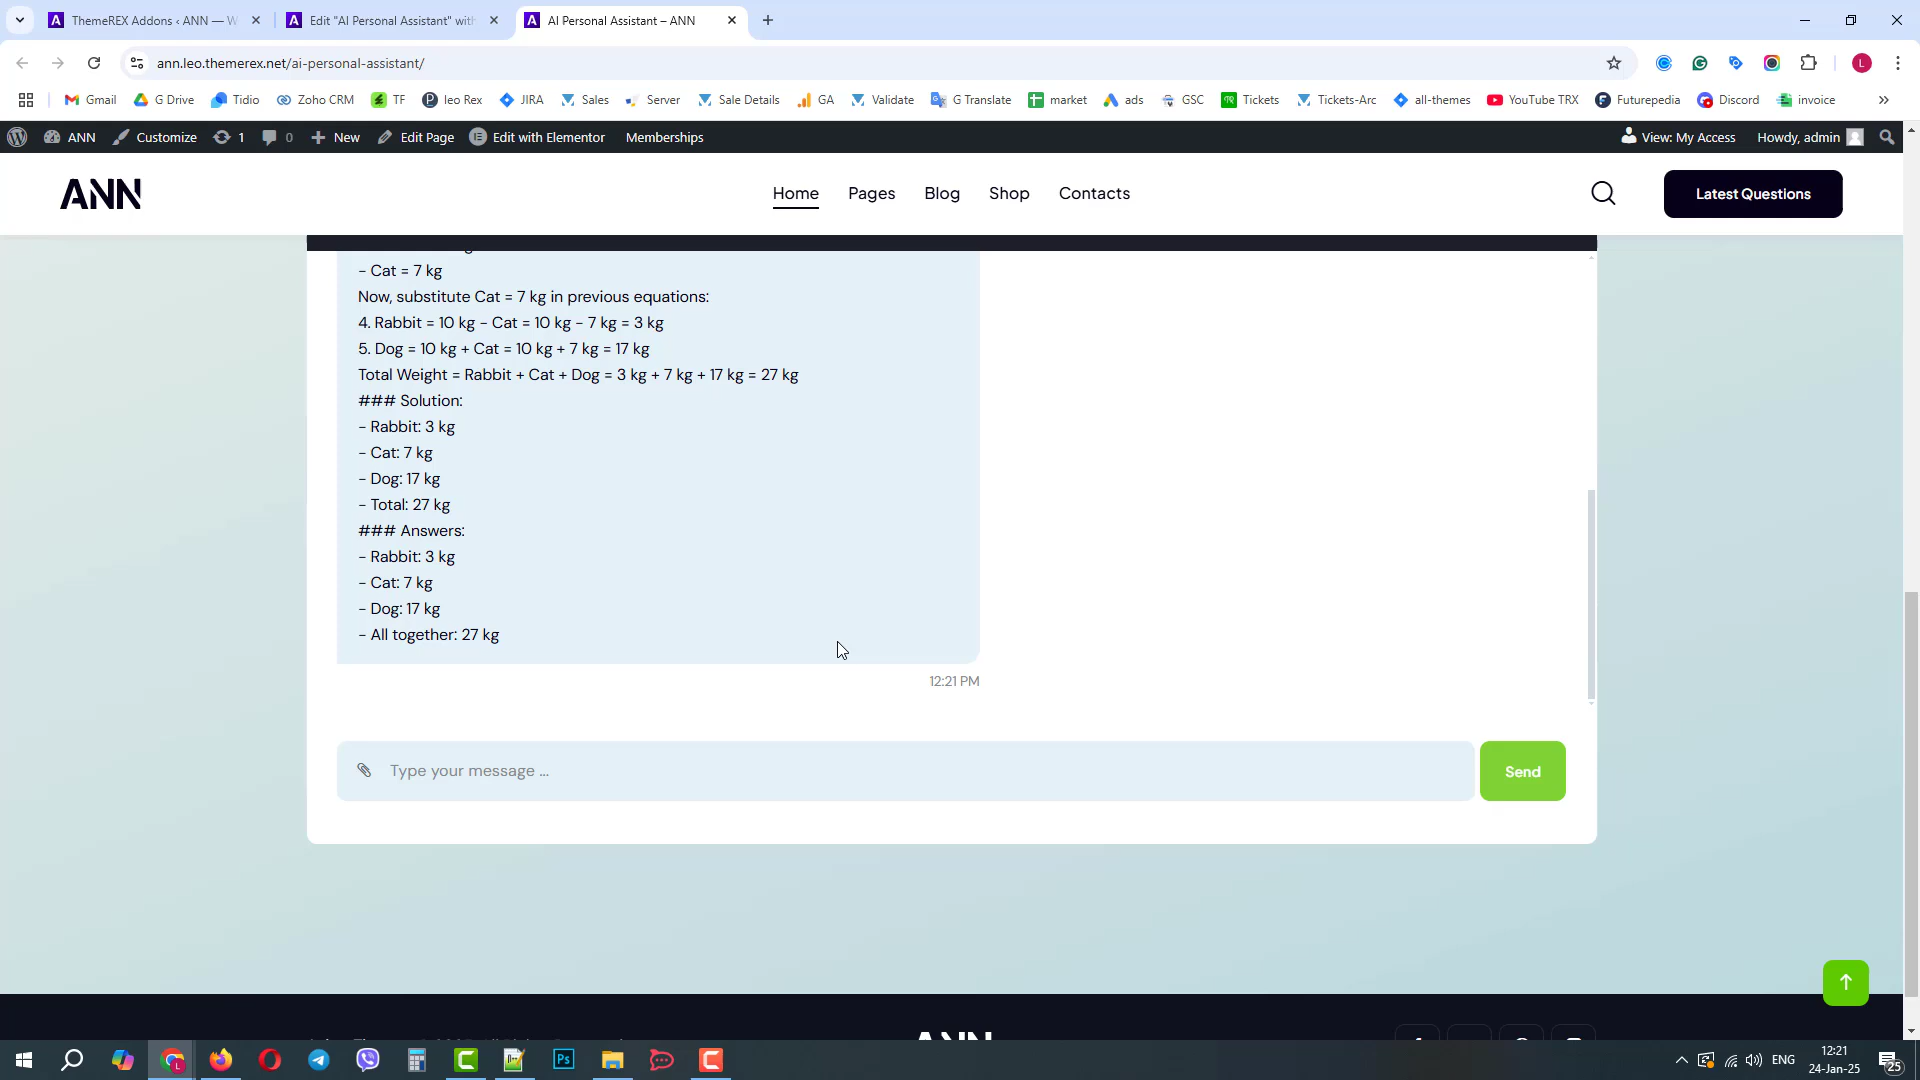 ThemeREX Addons ‹ ANN — W
Edit "AI Personal Assistant" with
AI Personal Assistant – ANN
ann.leo.themerex.net/ai-personal-assistant/
L
Gmail
G Drive
Tidio
Zoho CRM
TF
leo Rex
JIRA
Sales
Server
Sale Details
GA
Validate
G Translate
market
ads
GSC
Tickets
Tickets-Arc
all-themes
YouTube TRX
Futurepedia
Discord
invoice
ANN
Customize
1
0
New
Edit Page
Edit with Elementor
Memberships
View: My Access
Howdy, admin
ANN
Home
Pages
Blog
Shop
Contacts
Latest Questions
- Cat = 7 kg
Now, substitute Cat = 7 kg in previous equations:
4. Rabbit = 10 kg - Cat = 10 kg - 7 kg = 3 kg
5. Dog = 10 kg + Cat = 10 kg + 7 kg = 17 kg
Total Weight = Rabbit + Cat + Dog = 3 kg + 7 kg + 17 kg = 27 kg
### Solution:
- Rabbit: 3 kg
- Cat: 7 kg
- Dog: 17 kg
- Total: 27 kg
### Answers:
- Rabbit: 3 kg
- Cat: 7 kg
- Dog: 17 kg
- All together: 27 kg
12:21 PM
Type your message ...
Send
ENG
12:21
24-Jan-25
25